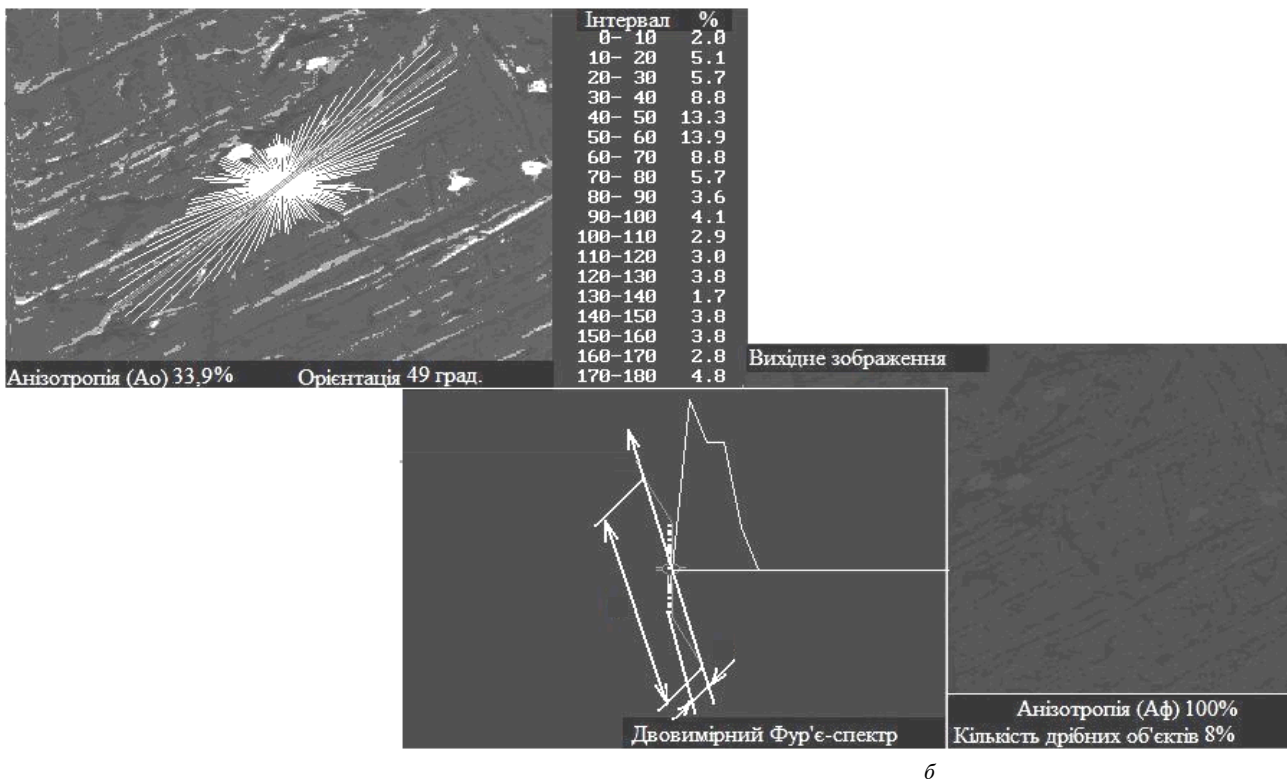 Інтервал %
0- 10 2.0
10- 20 5.1
20- 30 5.7
30- 40 8.8
40- 50 13.3
50- 60 13.9
60- 70 8.8
70- 80 5.7
80- 90 3.6
90-100 4.1
100-110 2.9
110-120 3.0
120-130 3.8
130-140 1.7
140-150 3.8
150-160 3.8
160-170 2.8
170-180 4.8
Анізотропія (Ао) 33,9% Орієнтація 49 град.
Вихідне зображення
Двовимірний Фур'є-спектр
Анізотропія (Аф) 100%
Кількість дрібних об'єктів 8%
б